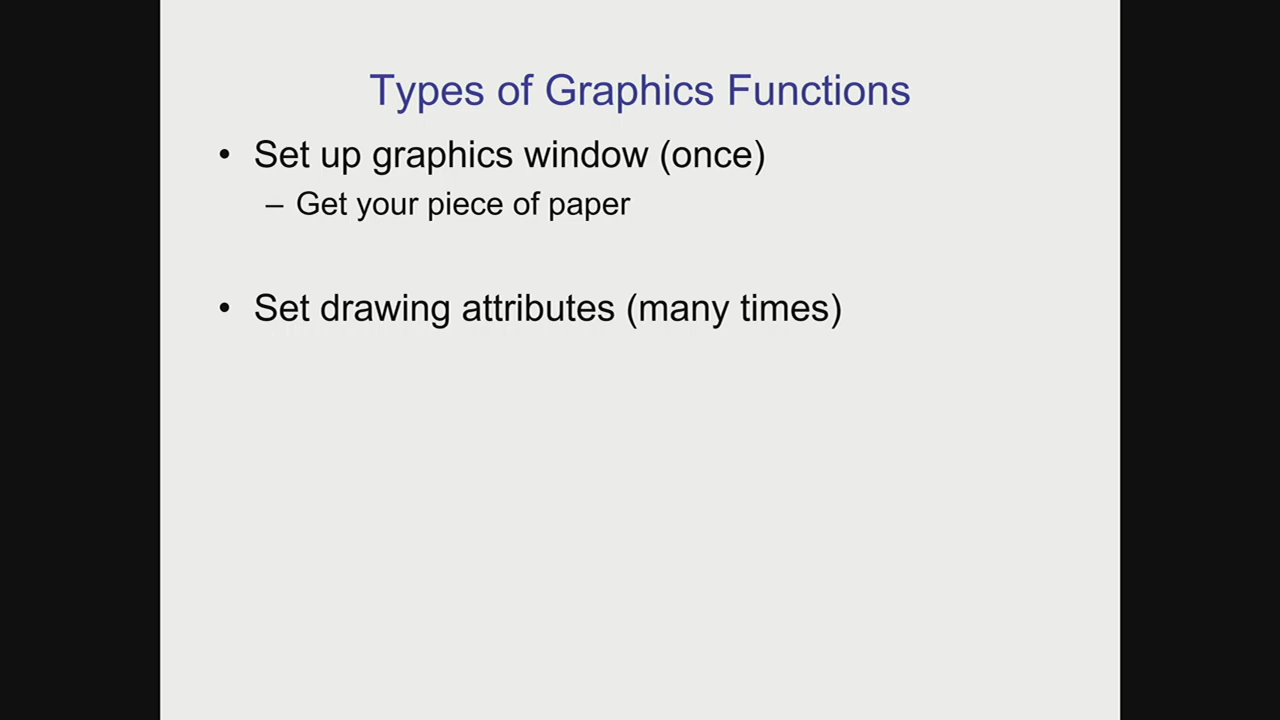 Types of Graphics Functions
• Set up graphics window (once)
– Get your piece of paper
• Set drawing attributes (many times)